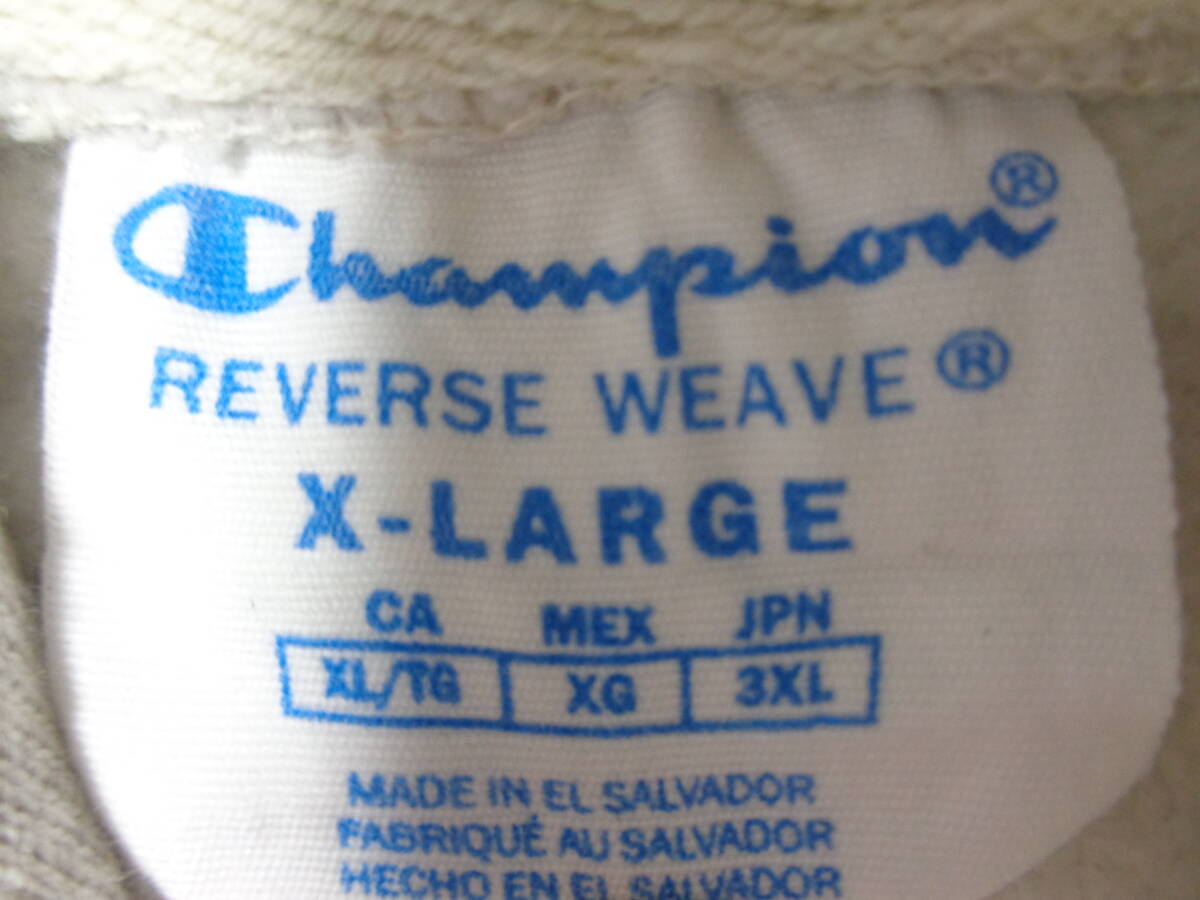 Champion®
REVERSE WEAVE®
X-LARGE
CA MEX JPN
XL/TG XG 3XL
MADE IN EL SALVADOR
FABRIQUÉ AU SALVADOR
HECHO EN EL SALVADOR